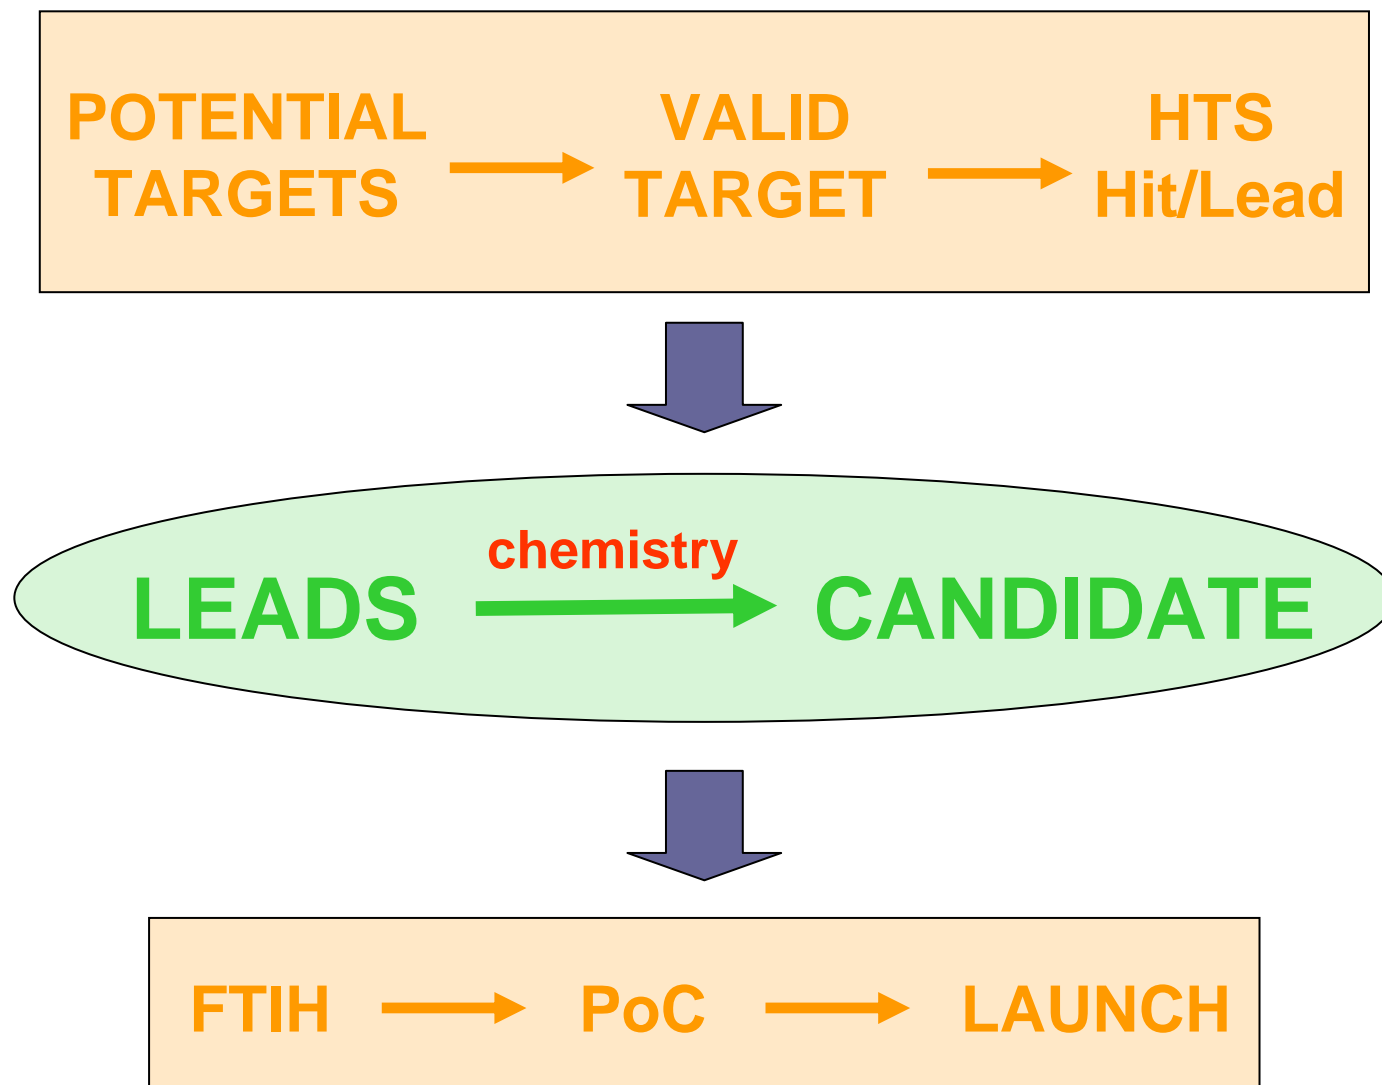 POTENTIAL VALID HTS
TARGETS TARGET Hit/Lead
chemistry
LEADS CANDIDATE
FTIH PoC LAUNCH